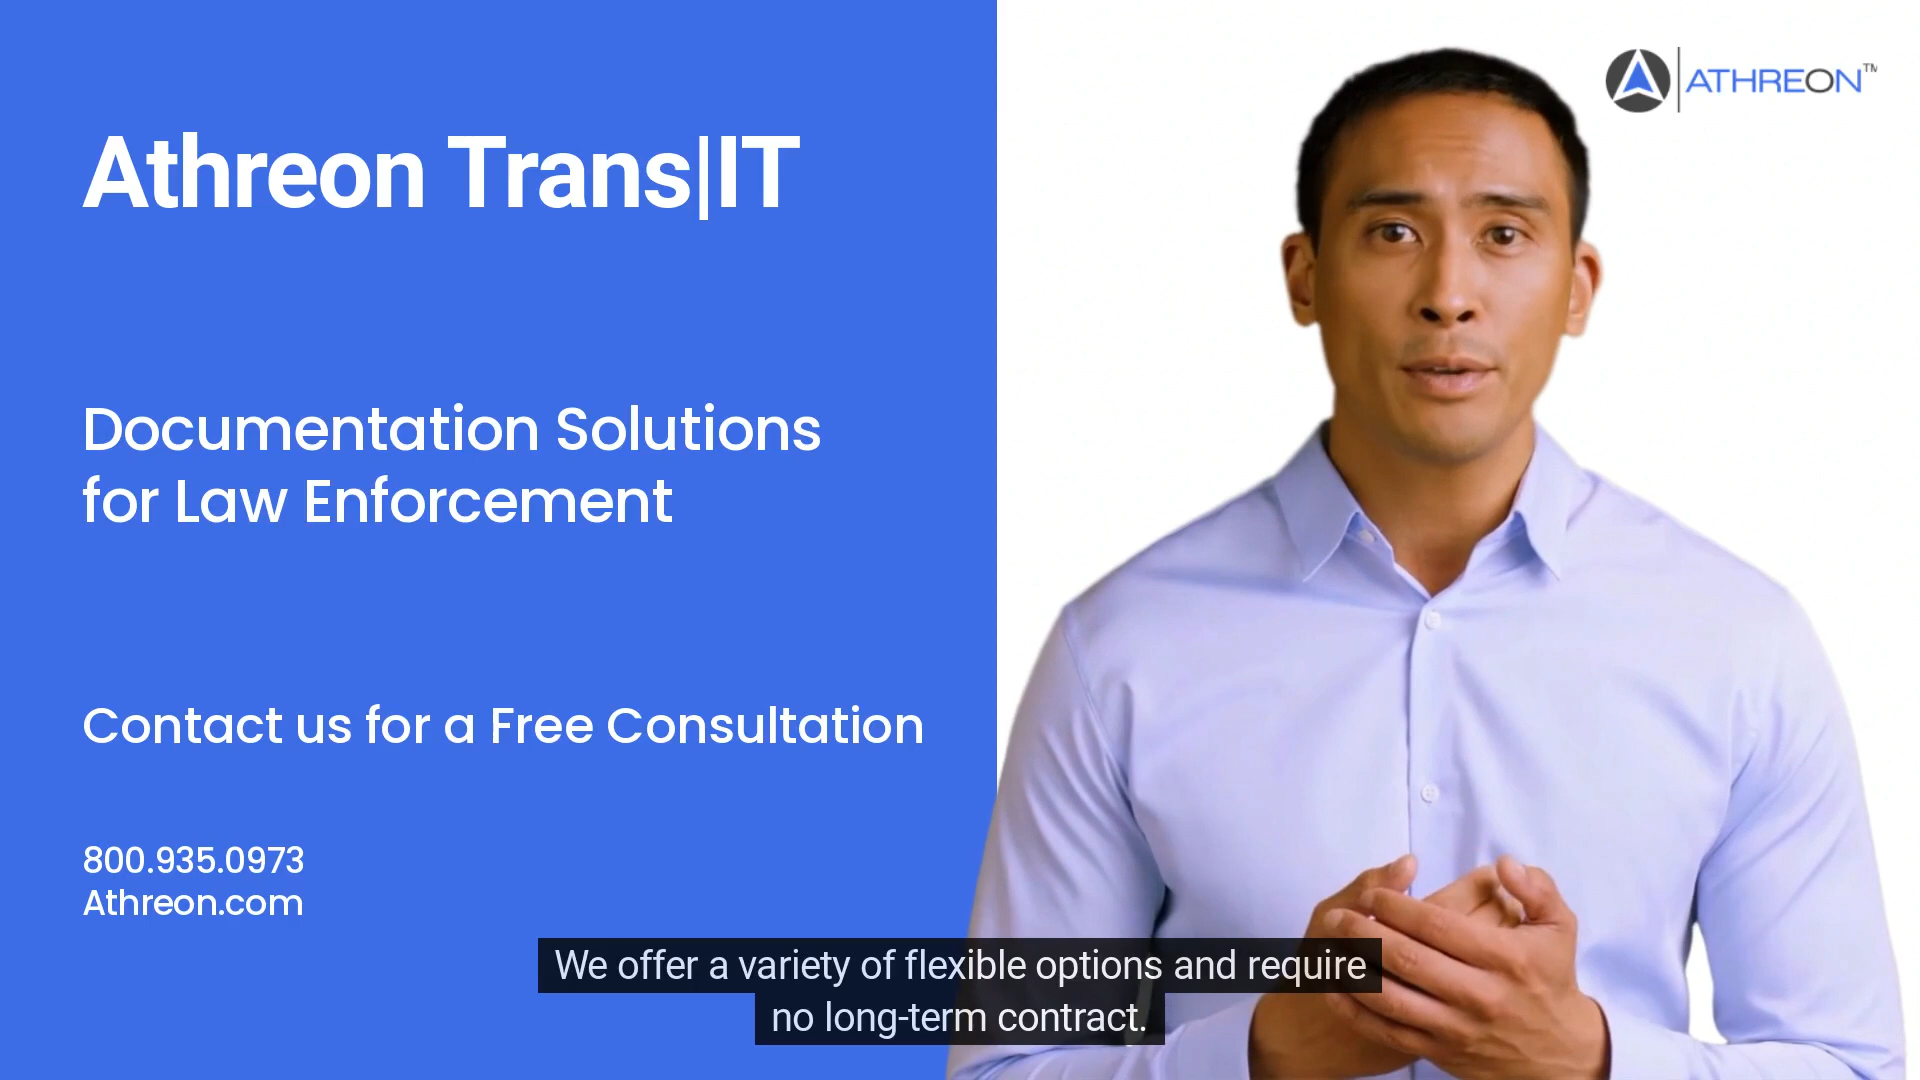 Athreon Trans|IT
ATHREON™
Documentation Solutions
for Law Enforcement
Contact us for a Free Consultation
800.935.0973
Athreon.com
We offer a variety of flexible options and require
no long-term contract.